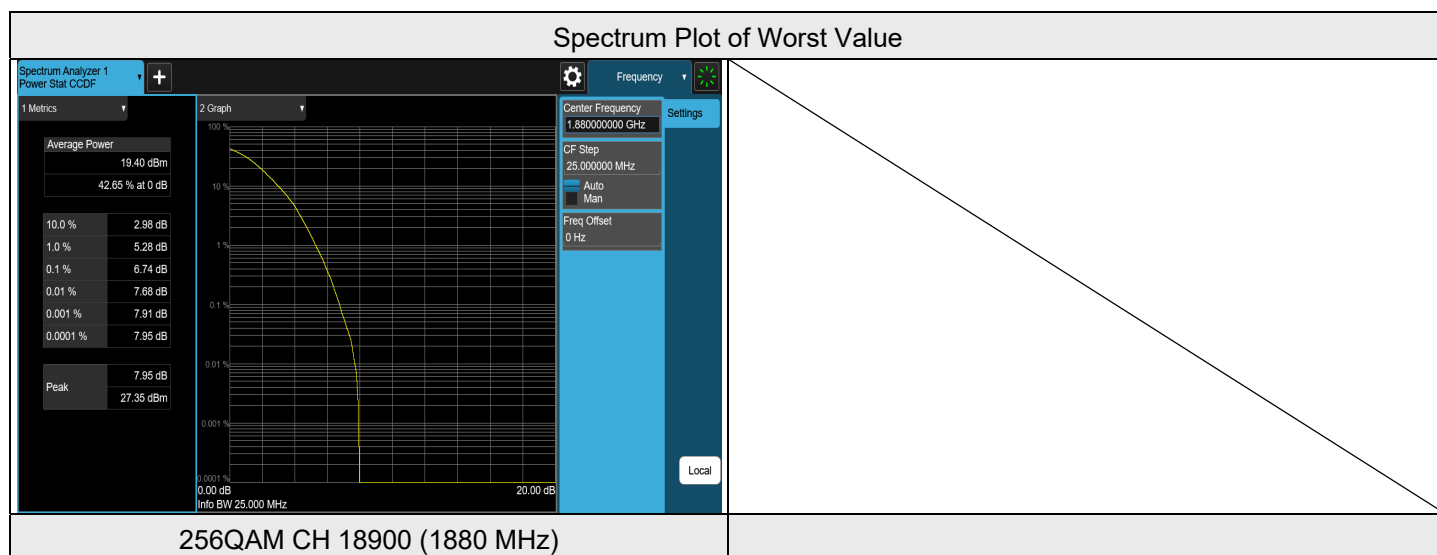 Spectrum Plot of Worst Value
Spectrum Analyzer 1
Power Stat CCDF
Frequency
1 Metrics
2 Graph
Center Frequency
1.880000000 GHz
Settings
CF Step
25.000000 MHz
Auto
Man
Freq Offset
0 Hz
Average Power
19.40 dBm
42.65 % at 0 dB
10.0 % 2.98 dB
1.0 % 5.28 dB
0.1 % 6.74 dB
0.01 % 7.68 dB
0.001 % 7.91 dB
0.0001 % 7.95 dB
Peak
7.95 dB
27.35 dBm
100 %
10 %
1 %
0.1 %
0.01 %
0.001 %
0.0001 %
0.00 dB 20.00 dB
Info BW 25.000 MHz
Local
256QAM CH 18900 (1880 MHz)